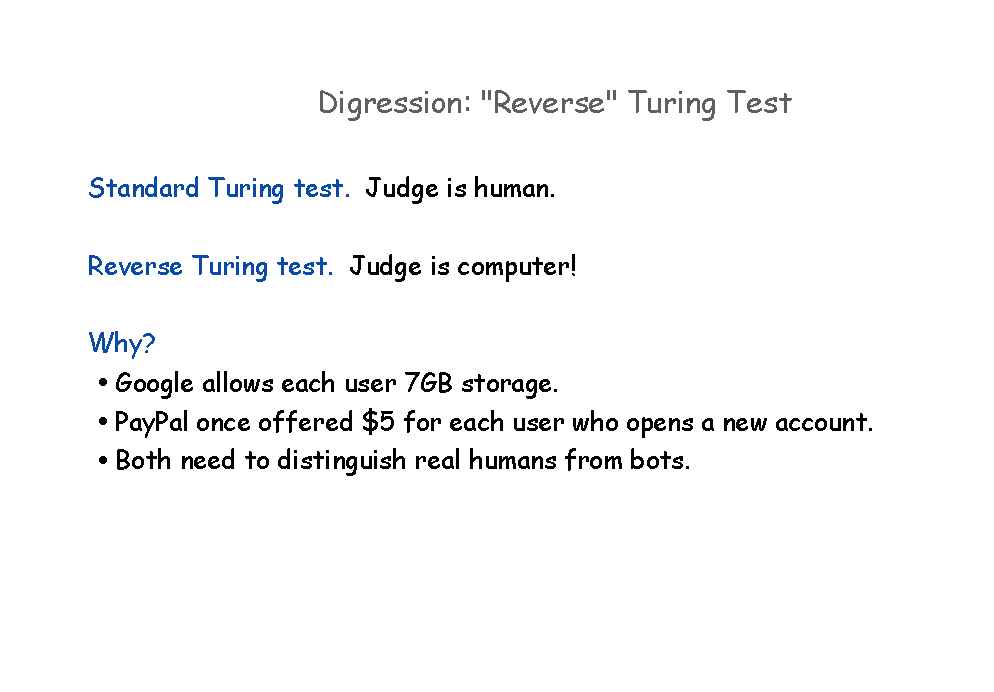 Digression: "Reverse" Turing Test
Standard Turing test. Judge is human.
Reverse Turing test. Judge is computer!
Why?
• Google allows each user 7GB storage.
• PayPal once offered $5 for each user who opens a new account.
• Both need to distinguish real humans from bots.